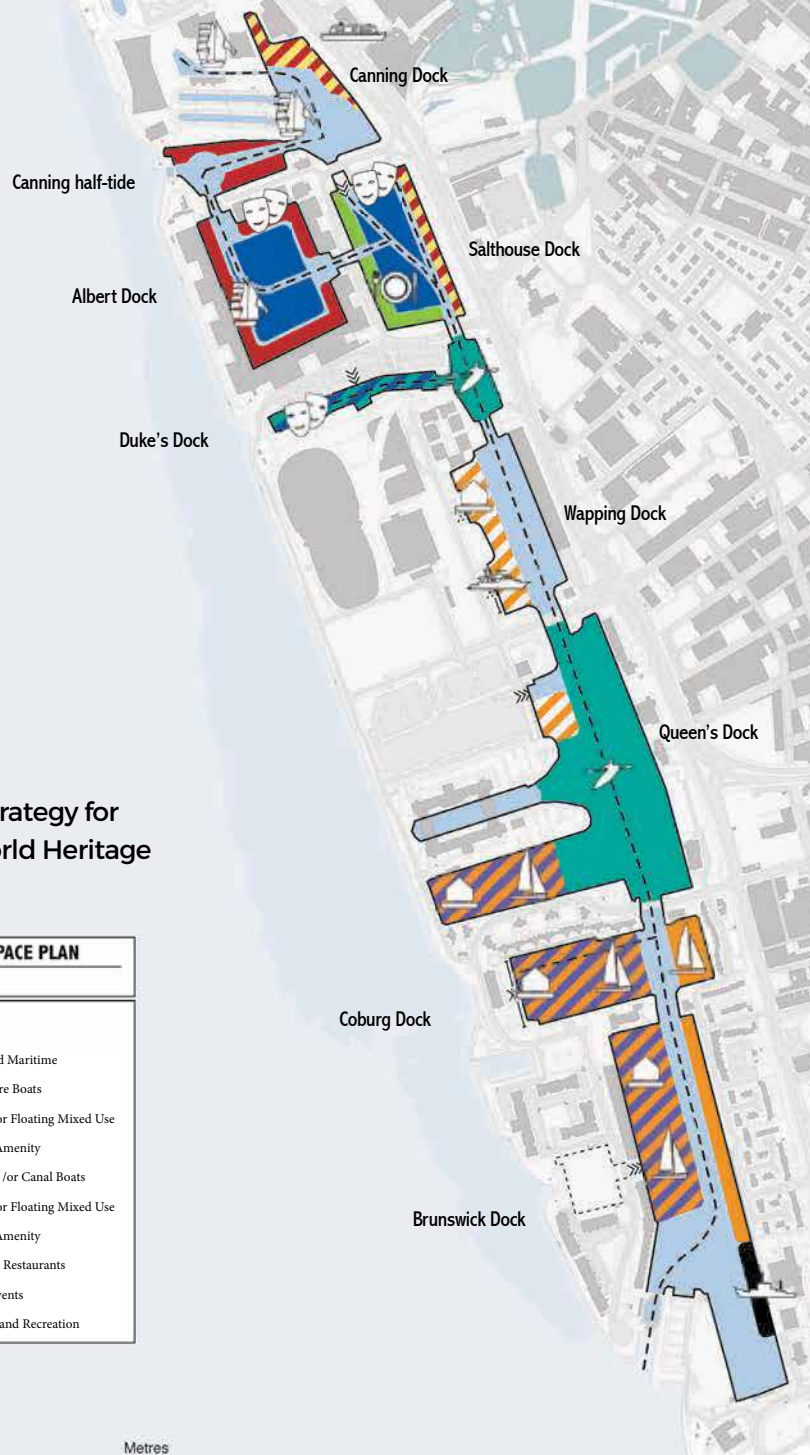 Canning Dock
Canning half-tide
Salthouse Dock
Albert Dock
Duke's Dock
Wapping Dock
Queen's Dock
rategy for
orld Heritage
PACE PLAN
Coburg Dock
d Maritime
re Boats
or Floating Mixed Use
Amenity
/or Canal Boats
or Floating Mixed Use
Amenity
Restaurants
vents
and Recreation
Brunswick Dock
Metres